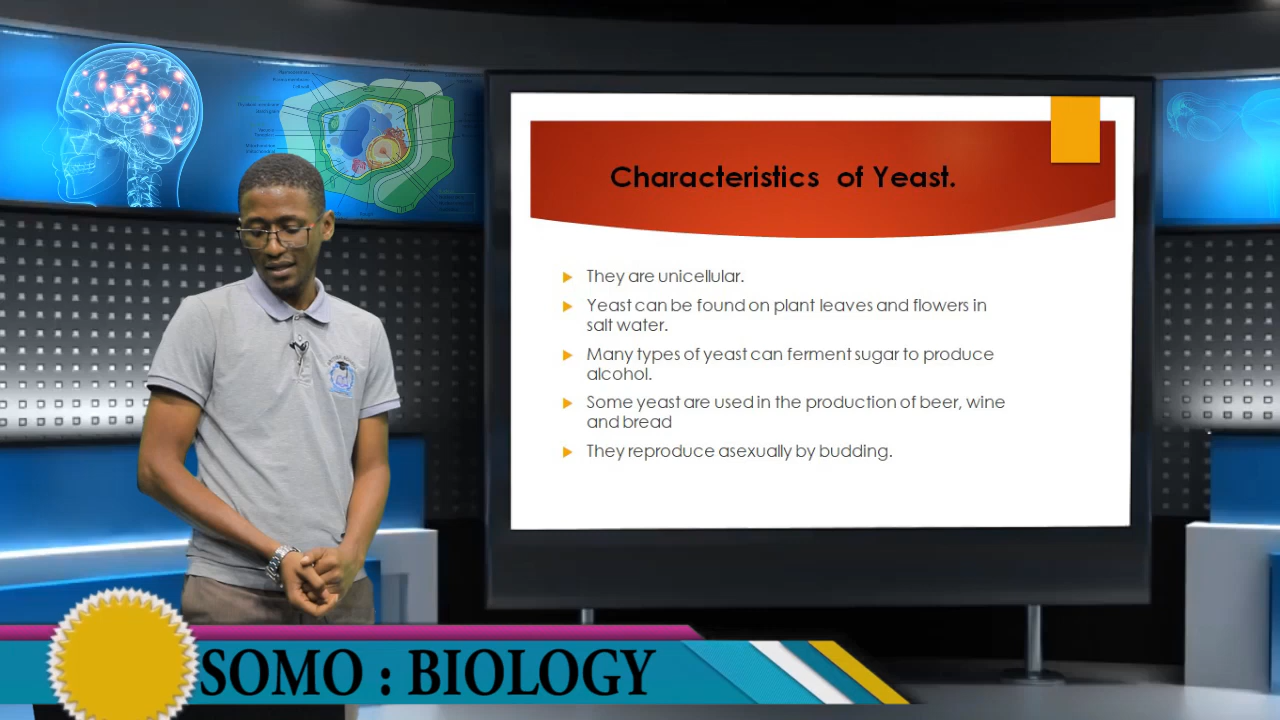 Characteristics of Yeast.
They are unicellular.
Yeast can be found on plant leaves and flowers in
salt water.
Many types of yeast can ferment sugar to produce
alcohol.
Some yeast are used in the production of beer, wine
and bread
They reproduce asexually by budding.
SOMO : BIOLOGY